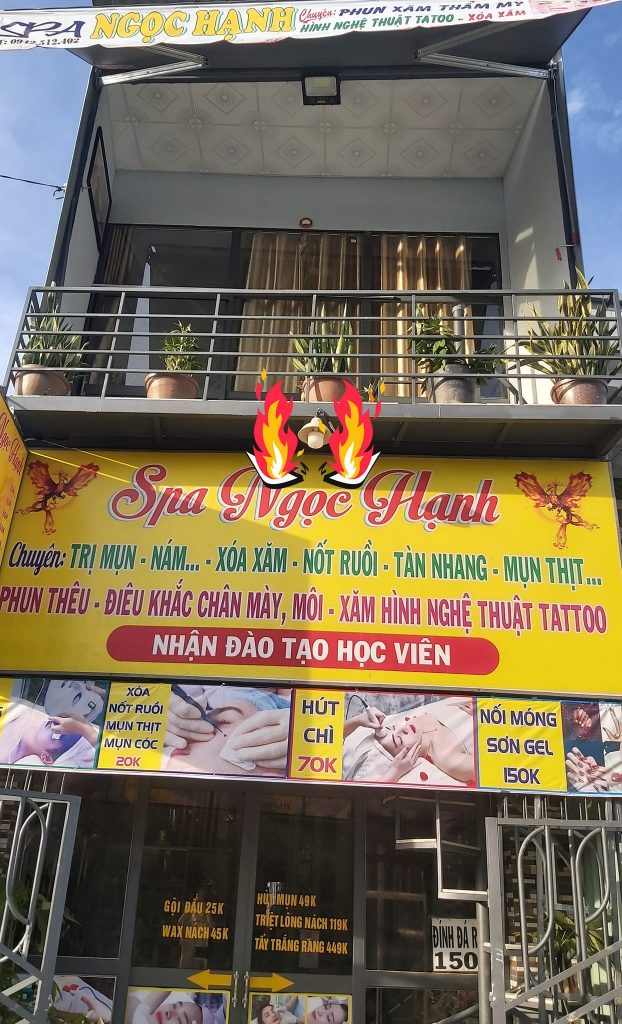 SPA NGỌC HẠNH Chuyên: PHUN XĂM THẨM MỸ
HÌNH NGHỆ THUẬT TATOO - XÓA XĂM
Ngọc Hạnh
Spa Ngọc Hạnh
Chuyên: TRỊ MỤN - NÁM... - XÓA XĂM - NỐT RUỒI - TÀN NHANG - MỤN THỊT...
PHUN THÊU - ĐIÊU KHẮC CHÂN MÀY, MÔI - XĂM HÌNH NGHỆ THUẬT TATTOO
NHẬN ĐÀO TẠO HỌC VIÊN
XÓA
NỐT RUỒI
MỤN THỊT
MỤN CÓC
20K
HÚT
CHÌ
70K
NỐI MÓNG
SƠN GEL
150K
GỘI ĐẦU 25K
WAX NÁCH 45K
HÚT MỤN 49K
TRIỆT LÔNG NÁCH 119K
TẨY TRẮNG RĂNG 449K
ĐÍNH ĐÁ R
150